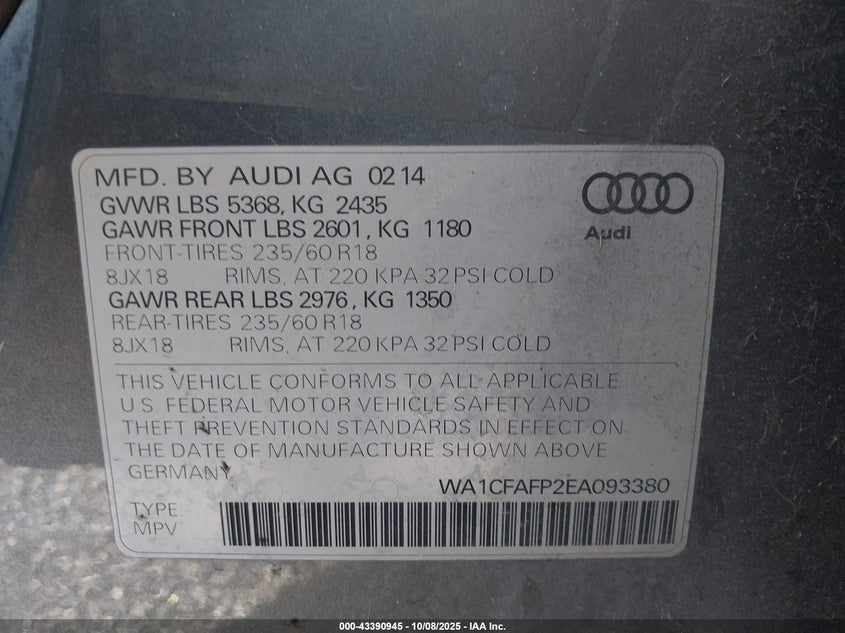 MFD. BY AUDI AG 02 14
GVWR LBS 5368, KG 2435
GAWR FRONT LBS 2601, KG 1180
FRONT-TIRES 235/60 R18
8JX18 RIMS, AT 220 KPA 32 PSI COLD
GAWR REAR LBS 2976, KG 1350
REAR-TIRES 235/60 R18
8JX18 RIMS, AT 220 KPA 32 PSI COLD
Audi
THIS VEHICLE CONFORMS TO ALL APPLICABLE
U.S. FEDERAL MOTOR VEHICLE SAFETY AND
THEFT PREVENTION STANDARDS IN EFFECT ON
THE DATE OF MANUFACTURE SHOWN ABOVE
GERMANY
WA1CFAFP2EA093380
TYPE:
MPV
000-43390945 - 10/08/2025 - IAA Inc.